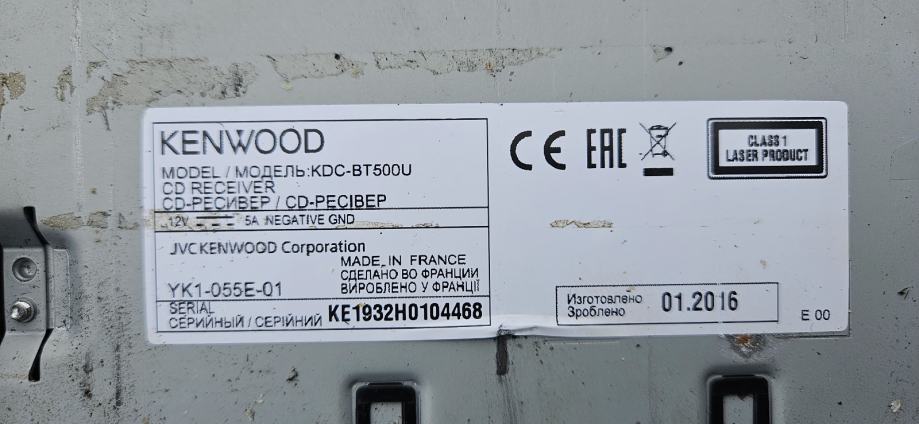 KENWOOD
MODEL / МОДЕЛЬ:KDC-BT500U
CD RECEIVER
CD-РЕСИВЕР / CD-РЕСІВЕР
12V 5A NEGATIVE GND
JVCKENWOOD Corporation
MADE IN FRANCE
СДЕЛАНО ВО ФРАНЦИИ
ВИРОБЛЕНО У ФРАНЦІЇ
YK1-055E-01
SERIAL
СЕРИЙНЫЙ / СЕРІЙНИЙ KE1932H0104468
CE EAC
CLASS 1
LASER PRODUCT
Изготовлено
Зроблено 01.2016
E 00